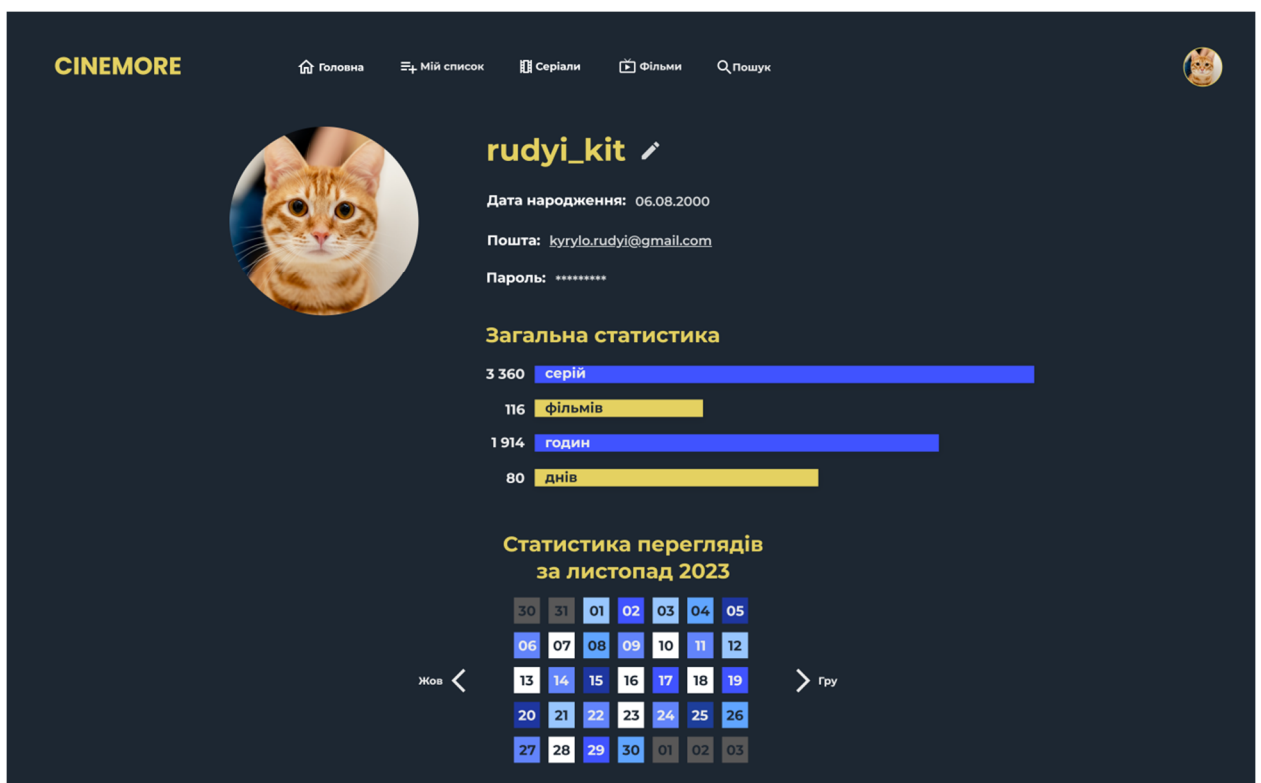 CINEMORE
Головна Мій список Серіали Фільми Пошук
rudyi_kit
Дата народження: 06.08.2000
Пошта: kyrylo.rudyi@gmail.com
Пароль: *********
Загальна статистика
3 360 серій
116 фільмів
1 914 годин
80 днів
Статистика переглядів
за листопад 2023
30 31 01 02 03 04 05
06 07 08 09 10 11 12
Жов 13 14 15 16 17 18 19 Гру
20 21 22 23 24 25 26
27 28 29 30 01 02 03